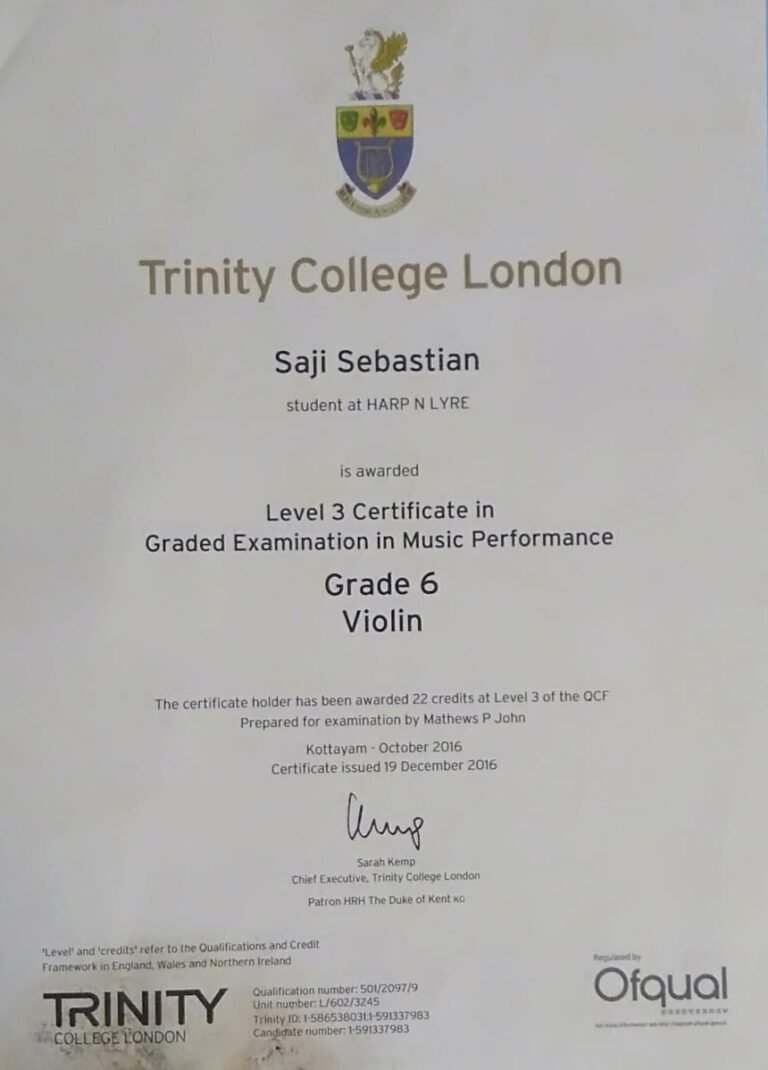 Trinity College London
Saji Sebastian
student at HARP N LYRE
is awarded
Level 3 Certificate in
Graded Examination in Music Performance
Grade 6
Violin
The certificate holder has been awarded 22 credits at Level 3 of the QCF
Prepared for examination by Mathews P John
Kottayam - October 2016
Certificate issued 19 December 2016
Sarah Kemp
Chief Executive, Trinity College London
Patron HRH The Duke of Kent KG
'Level' and 'credits' refer to the Qualifications and Credit
Framework in England, Wales and Northern Ireland
TRINITY
COLLEGE LONDON
Qualification number: 501/2097/9
Unit number: L/602/3245
Trinity ID: 1-586538031:1-591337983
Candidate number: 1-591337983
Regulated by
Ofqual